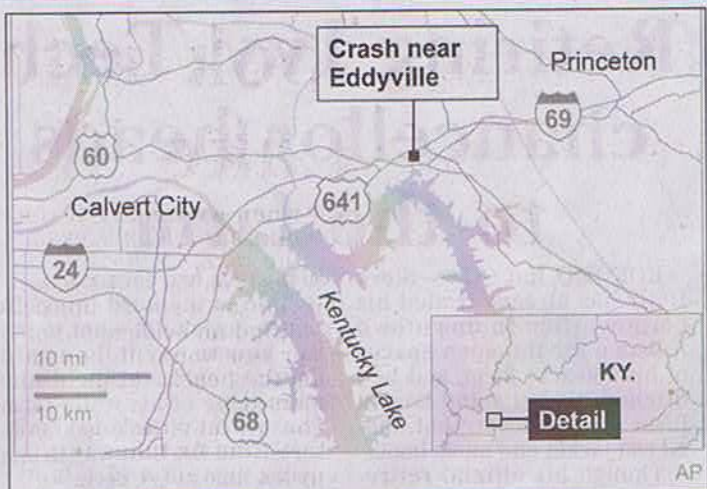 Crash near
Eddyville
Princeton
69
60
641
Calvert City
24
Kentucky Lake
10 mi
10 km
68
KY.
Detail
AP